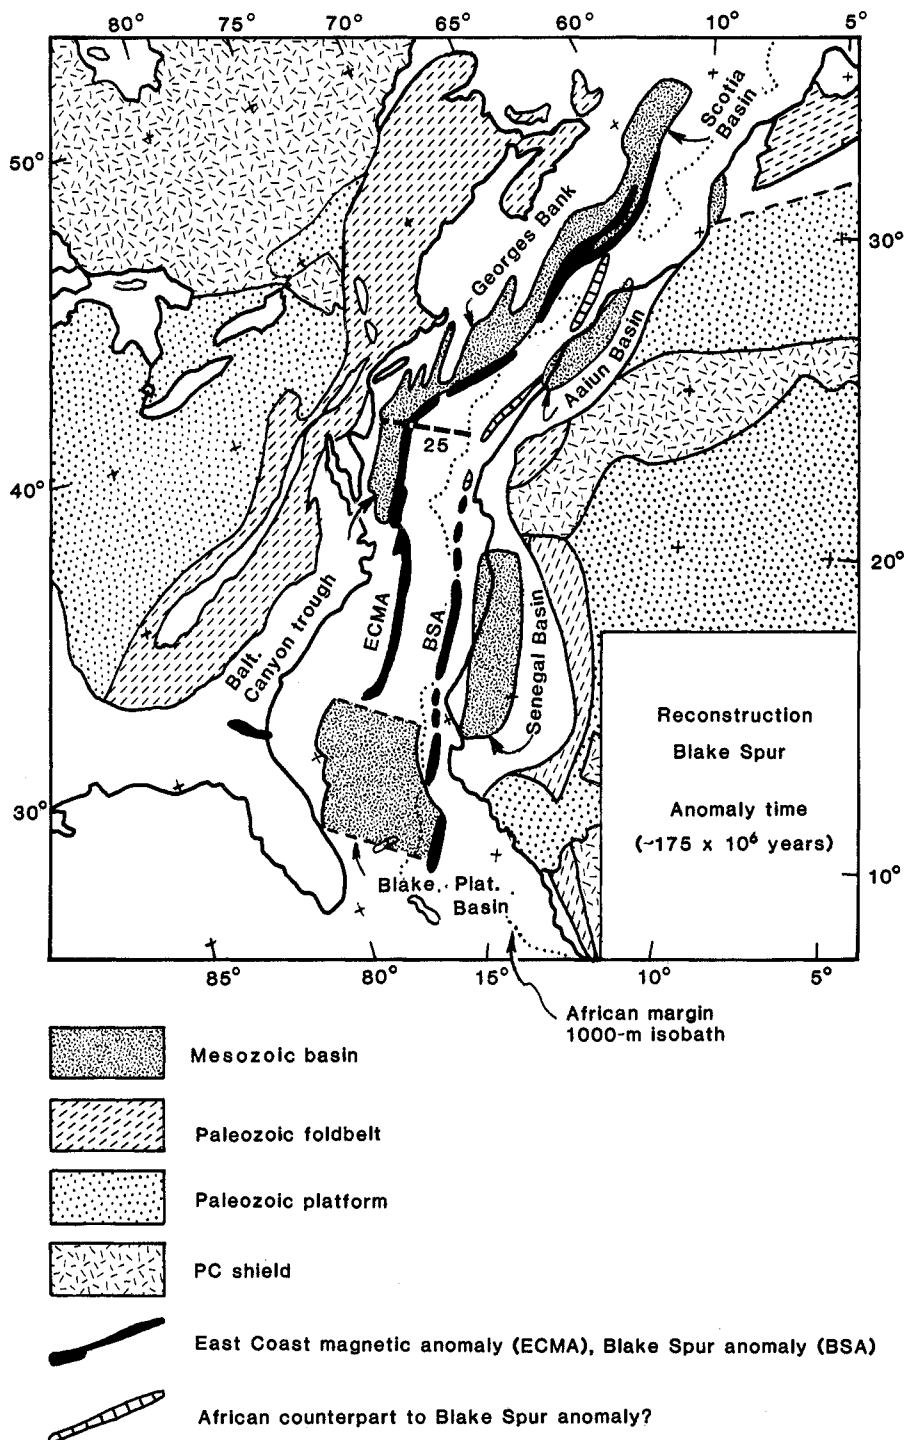 80° 75° 70° 65° 60° 10° 5°
Scotia
Basin
50°
Georges Bank
30°
Aaiun Basin
25
40°
20°
ECMA
BSA
Senegal Basin
Balt.
Canyon trough
Reconstruction
Blake Spur
Anomaly time
(~175 x 10⁶ years)
30°
10°
Blake. Plat.
Basin
85° 80° 15° 10° 5°
African margin
1000-m isobath
Mesozoic basin
Paleozoic foldbelt
Paleozoic platform
PC shield
East Coast magnetic anomaly (ECMA), Blake Spur anomaly (BSA)
African counterpart to Blake Spur anomaly?